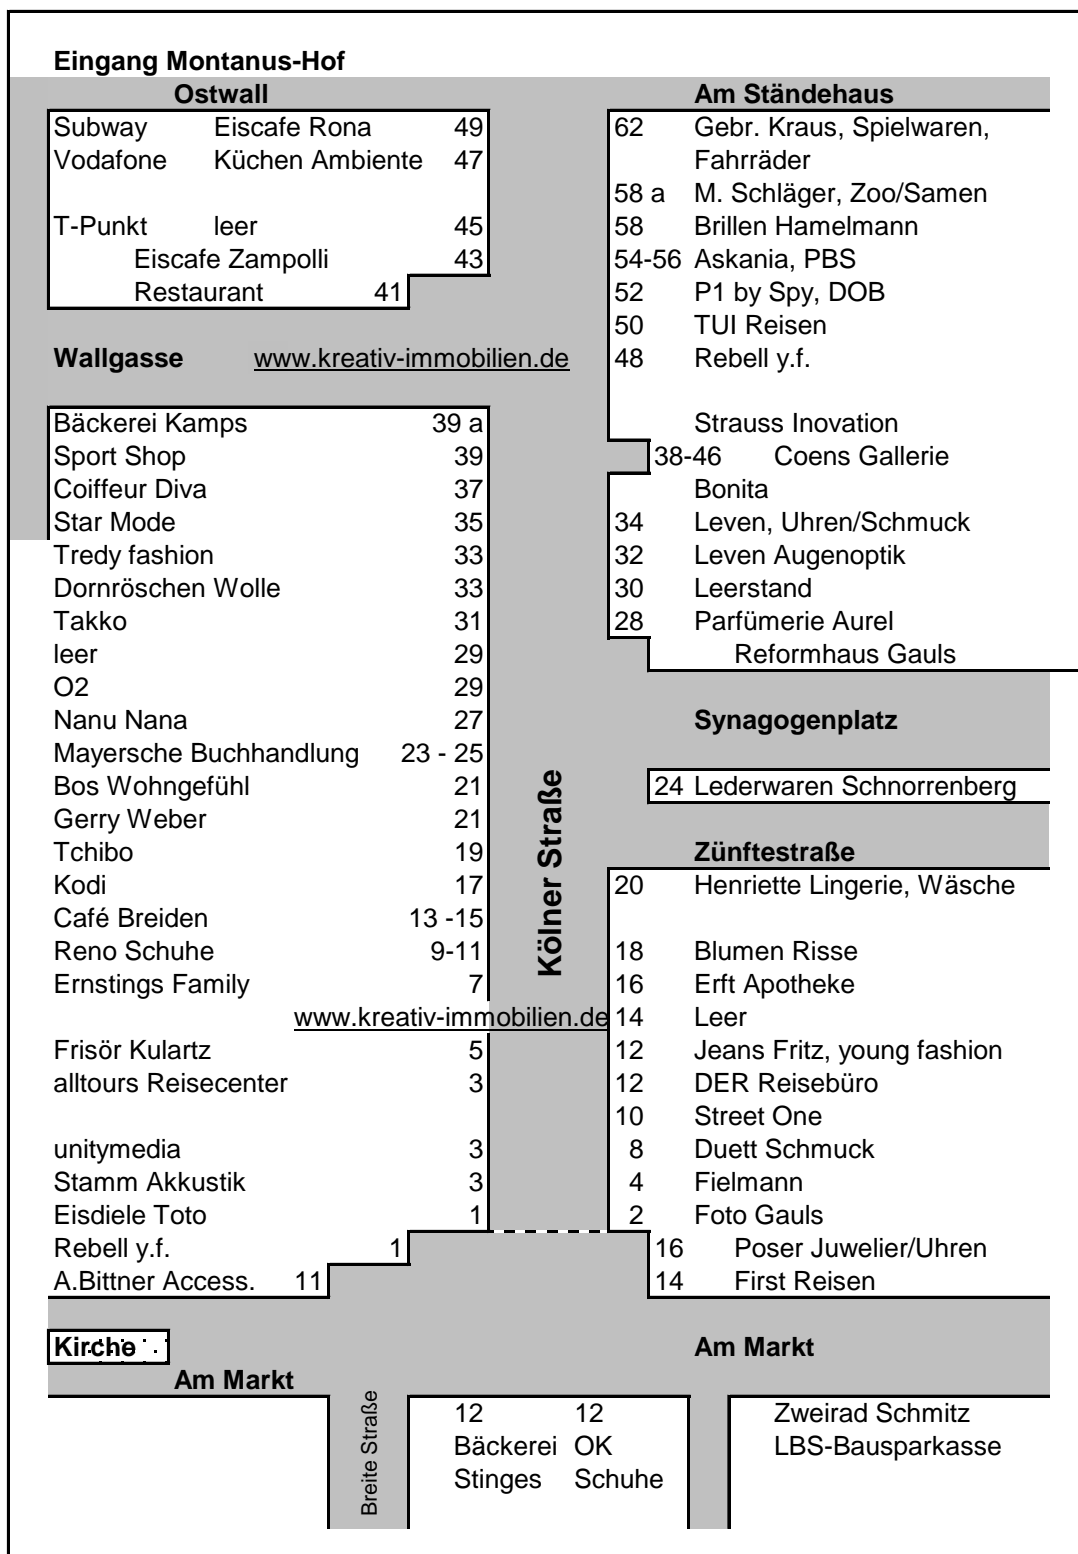 Eingang Montanus-Hof
Ostwall
Am Ständehaus
Subway Eiscafe Rona 49
Vodafone Küchen Ambiente 47
T-Punkt leer 45
Eiscafe Zampolli 43
Restaurant 41
62 Gebr. Kraus, Spielwaren,
Fahrräder
58 a M. Schläger, Zoo/Samen
58 Brillen Hamelmann
54-56 Askania, PBS
52 P1 by Spy, DOB
50 TUI Reisen
48 Rebell y.f.
Strauss Inovation
38-46 Coens Gallerie
Bonita
34 Leven, Uhren/Schmuck
32 Leven Augenoptik
30 Leerstand
28 Parfümerie Aurel
Reformhaus Gauls
Wallgasse www.kreativ-immobilien.de
Bäckerei Kamps 39 a
Sport Shop 39
Coiffeur Diva 37
Star Mode 35
Tredy fashion 33
Dornröschen Wolle 33
Takko 31
leer 29
O2 29
Nanu Nana 27
Mayersche Buchhandlung 23 - 25
Bos Wohngefühl 21
Gerry Weber 21
Tchibo 19
Kodi 17
Café Breiden 13 -15
Reno Schuhe 9-11
Ernstings Family 7
www.kreativ-immobilien.de
Frisör Kulartz 5
alltours Reisecenter 3
unitymedia 3
Stamm Akkustik 3
Eisdiele Toto 1
Rebell y.f. 1
A.Bittner Access. 11
Kölner Straße
Synagogenplatz
24 Lederwaren Schnorrenberg
Zünftestraße
20 Henriette Lingerie, Wäsche
18 Blumen Risse
16 Erft Apotheke
14 Leer
12 Jeans Fritz, young fashion
12 DER Reisebüro
10 Street One
8 Duett Schmuck
4 Fielmann
2 Foto Gauls
16 Poser Juwelier/Uhren
14 First Reisen
Kirche
Am Markt
Am Markt
Breite Straße
12 12
Bäckerei OK
Stinges Schuhe
Zweirad Schmitz
LBS-Bausparkasse